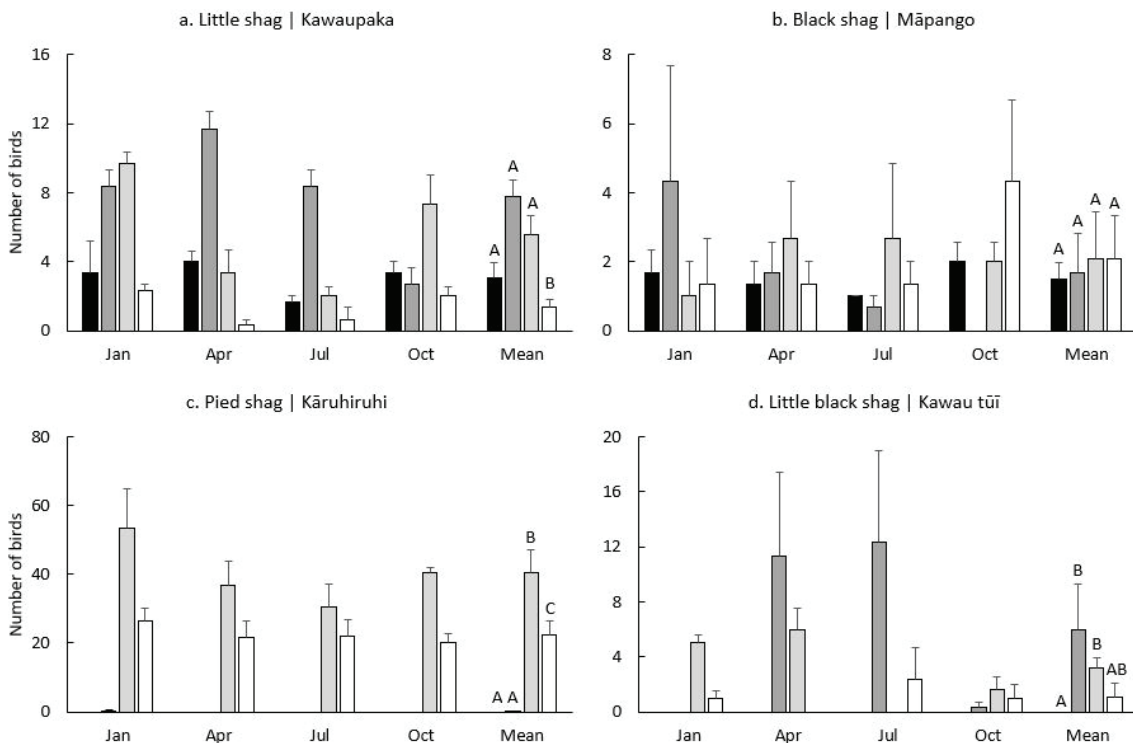 a. Little shag | Kawaupaka
16
12
8
4
0
Number of birds
A
A
A
B
Jan Apr Jul Oct Mean
b. Black shag | Māpango
8
6
4
2
0
A
A
A
A
Jan Apr Jul Oct Mean
c. Pied shag | Kāruhiruhi
80
60
40
20
0
Number of birds
A A
B
C
Jan Apr Jul Oct Mean
d. Little black shag | Kawau tūī
20
16
12
8
4
0
A
B
B
AB
Jan Apr Jul Oct Mean